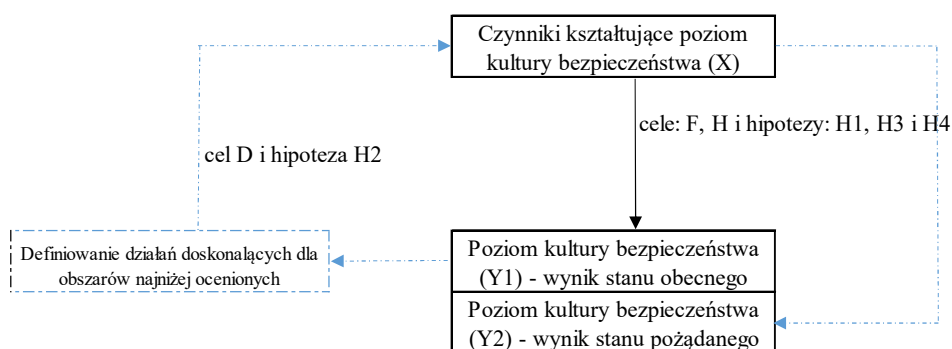 Czynniki kształtujące poziom
kultury bezpieczeństwa (X)
cele: F, H i hipotezy: H1, H3 i H4
cel D i hipoteza H2
Definiowanie działań doskonalących dla
obszarów najniżej ocenionych
Poziom kultury bezpieczeństwa
(Y1) - wynik stanu obecnego
Poziom kultury bezpieczeństwa
(Y2) - wynik stanu pożądanego